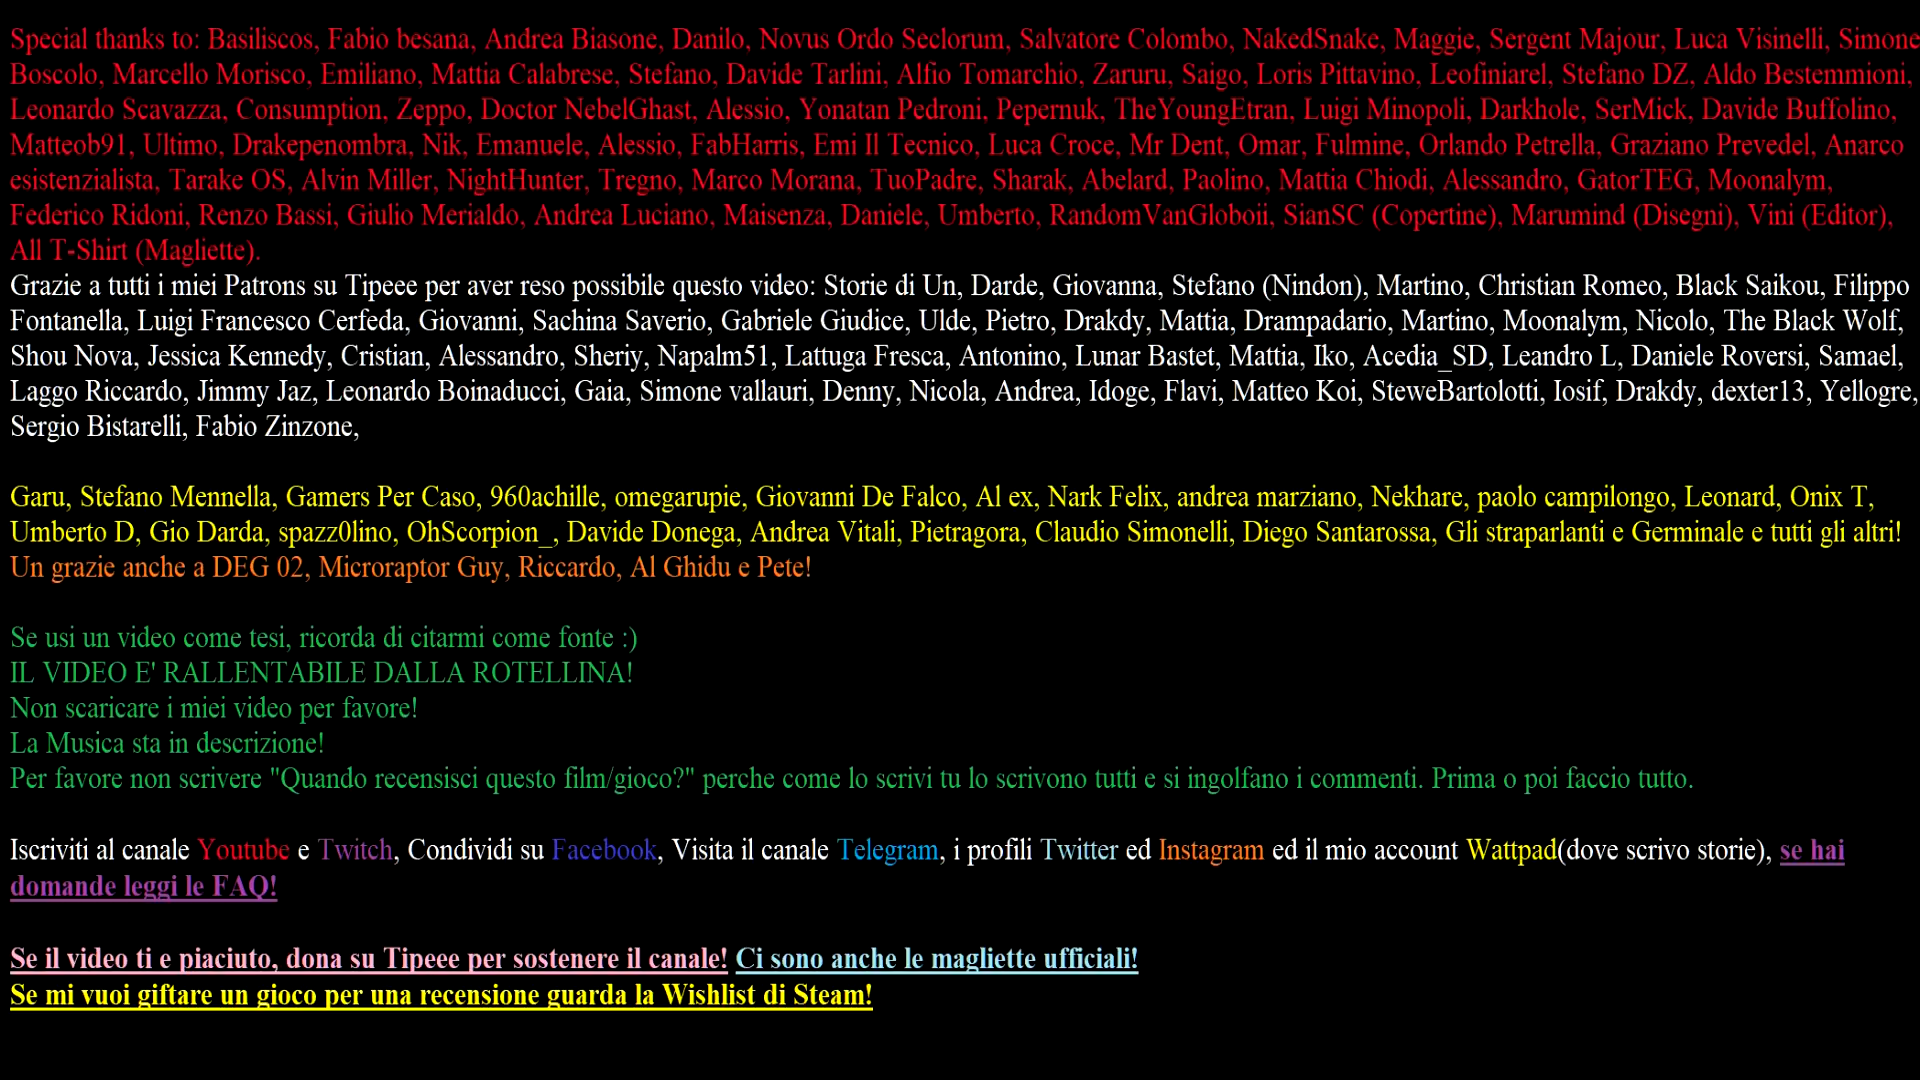 Special thanks to: Basiliscos, Fabio besana, Andrea Biasone, Danilo, Novus Ordo Seclorum, Salvatore Colombo, NakedSnake, Maggie, Sergent Majour, Luca Visinelli, Simone
Boscolo, Marcello Morisco, Emiliano, Mattia Calabrese, Stefano, Davide Tarlini, Alfio Tomarchio, Zaruru, Saigo, Loris Pittavino, Leofiniarel, Stefano DZ, Aldo Bestemmioni,
Leonardo Scavazza, Consumption, Zeppo, Doctor NebelGhast, Alessio, Yonatan Pedroni, Pepernuk, TheYoungEtran, Luigi Minopoli, Darkhole, SerMick, Davide Buffolino,
Matteob91, Ultimo, Drakepenombra, Nik, Emanuele, Alessio, FabHarris, Emi Il Tecnico, Luca Croce, Mr Dent, Omar, Fulmine, Orlando Petrella, Graziano Prevedel, Anarco
esistenzialista, Tarake OS, Alvin Miller, NightHunter, Tregno, Marco Morana, TuoPadre, Sharak, Abelard, Paolino, Mattia Chiodi, Alessandro, GatorTEG, Moonalym,
Federico Ridoni, Renzo Bassi, Giulio Merialdo, Andrea Luciano, Maisenza, Daniele, Umberto, RandomVanGloboii, SianSC (Copertine), Marumind (Disegni), Vini (Editor),
All T-Shirt (Magliette).
Grazie a tutti i miei Patrons su Tipeee per aver reso possibile questo video: Storie di Un, Darde, Giovanna, Stefano (Nindon), Martino, Christian Romeo, Black Saikou, Filippo
Fontanella, Luigi Francesco Cerfeda, Giovanni, Sachina Saverio, Gabriele Giudice, Ulde, Pietro, Drakdy, Mattia, Drampadario, Martino, Moonalym, Nicolo, The Black Wolf,
Shou Nova, Jessica Kennedy, Cristian, Alessandro, Sheriy, Napalm51, Lattuga Fresca, Antonino, Lunar Bastet, Mattia, Iko, Acedia_SD, Leandro L, Daniele Roversi, Samael,
Laggo Riccardo, Jimmy Jaz, Leonardo Boinaducci, Gaia, Simone vallauri, Denny, Nicola, Andrea, Idoge, Flavi, Matteo Koi, SteweBartolotti, Iosif, Drakdy, dexter13, Yellogre,
Sergio Bistarelli, Fabio Zinzone,
Garu, Stefano Mennella, Gamers Per Caso, 960achille, omegarupie, Giovanni De Falco, Al ex, Nark Felix, andrea marziano, Nekhare, paolo campilongo, Leonard, Onix T,
Umberto D, Gio Darda, spazz0lino, OhScorpion_, Davide Donega, Andrea Vitali, Pietragora, Claudio Simonelli, Diego Santarossa, Gli straparlanti e Germinale e tutti gli altri!
Un grazie anche a DEG 02, Microraptor Guy, Riccardo, Al Ghidu e Pete!
Se usi un video come tesi, ricorda di citarmi come fonte :)
IL VIDEO E' RALLENTABILE DALLA ROTELLINA!
Non scaricare i miei video per favore!
La Musica sta in descrizione!
Per favore non scrivere "Quando recensisci questo film/gioco?" perche come lo scrivi tu lo scrivono tutti e si ingolfano i commenti. Prima o poi faccio tutto.
Iscriviti al canale Youtube e Twitch, Condividi su Facebook, Visita il canale Telegram, i profili Twitter ed Instagram ed il mio account Wattpad(dove scrivo storie), se hai
domande leggi le FAQ!
Se il video ti e piaciuto, dona su Tipeee per sostenere il canale! Ci sono anche le magliette ufficiali!
Se mi vuoi giftare un gioco per una recensione guarda la Wishlist di Steam!